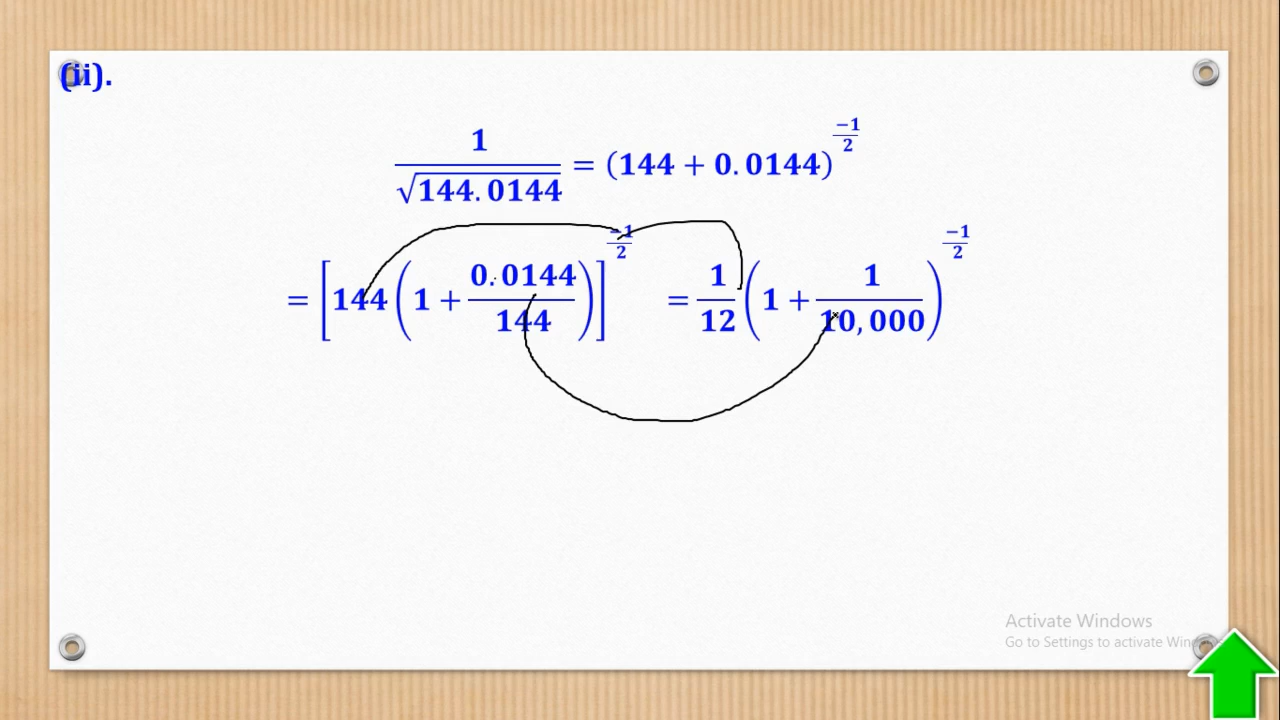 (ii).
1/√144.0144 = (144 + 0.0144)^(-1/2)
= [144(1 + 0.0144/144)]^(-1/2) = 1/12(1 + 1/10,000)^(-1/2)
Activate Windows
Go to Settings to activate Windows